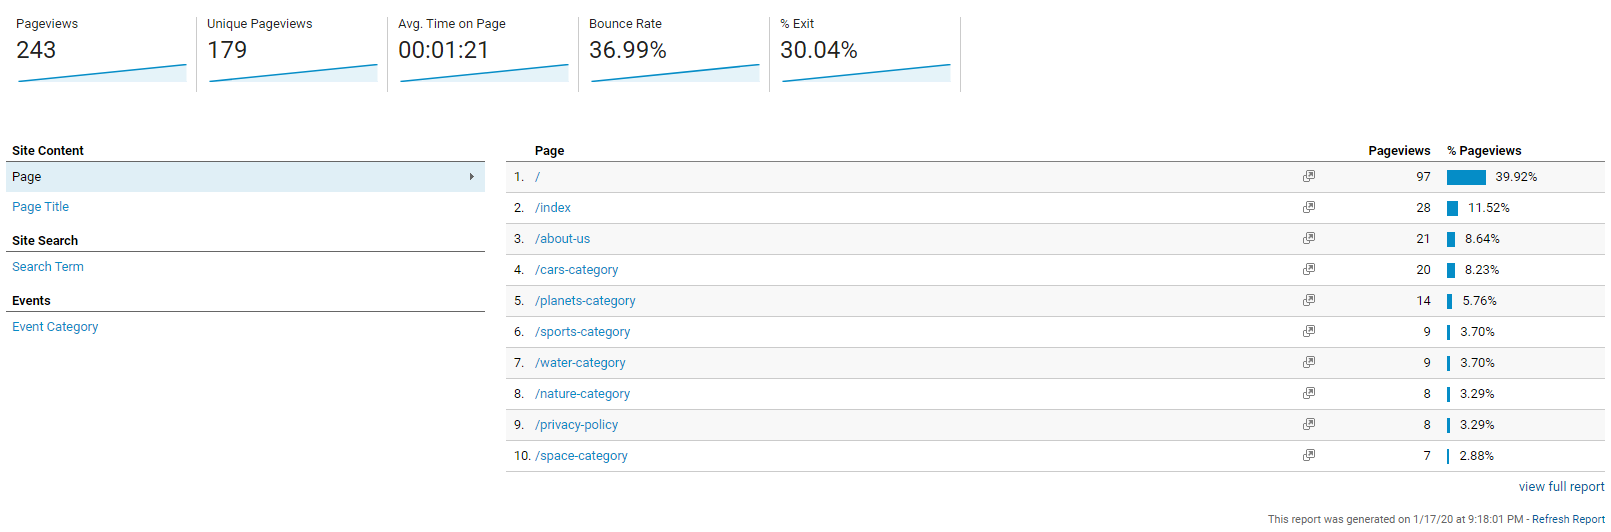 Pageviews
243
Unique Pageviews
179
Avg. Time on Page
00:01:21
Bounce Rate
36.99%
% Exit
30.04%
Site Content
Page
Page Title
Site Search
Search Term
Events
Event Category
Page Pageviews % Pageviews
1. / 97 39.92%
2. /index 28 11.52%
3. /about-us 21 8.64%
4. /cars-category 20 8.23%
5. /planets-category 14 5.76%
6. /sports-category 9 3.70%
7. /water-category 9 3.70%
8. /nature-category 8 3.29%
9. /privacy-policy 8 3.29%
10. /space-category 7 2.88%
view full report
This report was generated on 1/17/20 at 9:18:01 PM - Refresh Report